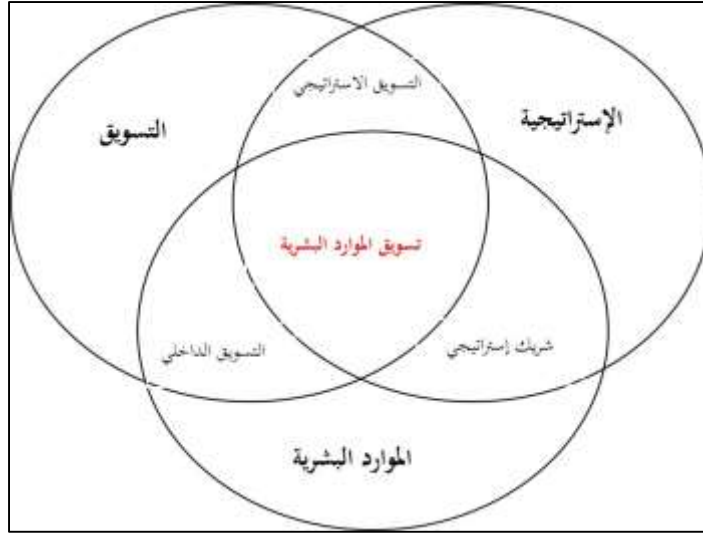 التسويق الاستراتيجي
الإستراتيجية
التسويق
تسويق الموارد البشرية
شريك إستراتيجي
التسويق الداخلي
الموارد البشرية